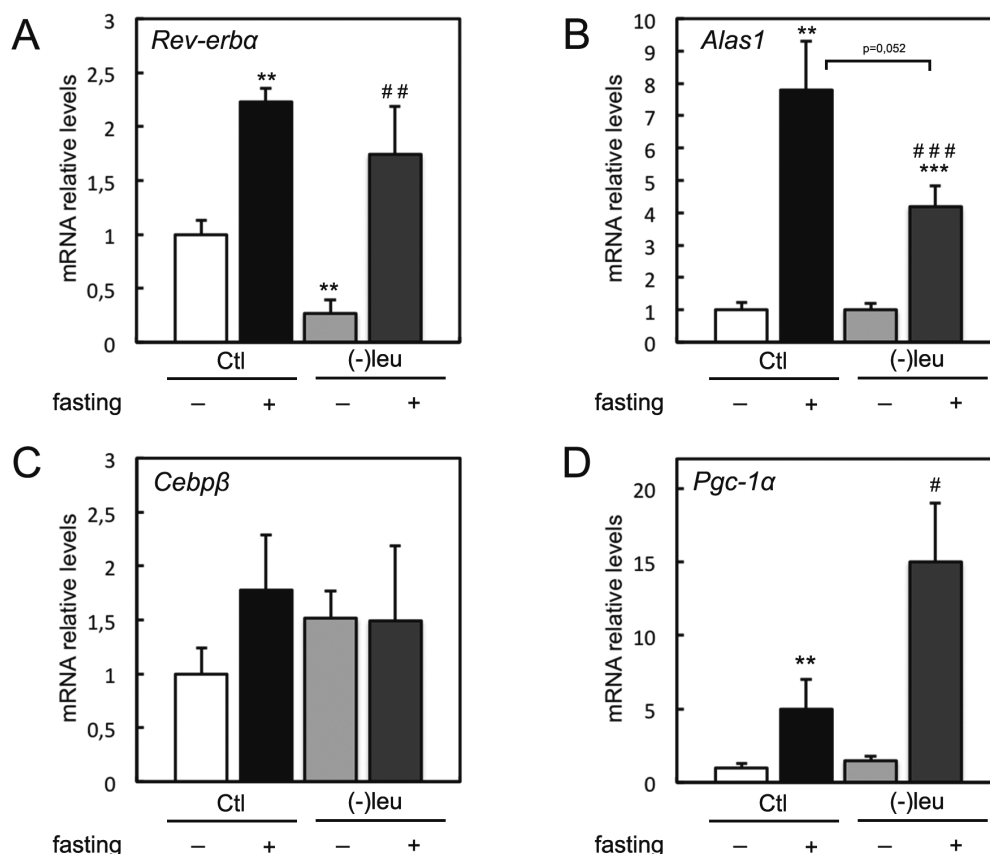 A
Rev-erbα
mRNA relative levels
3
2,5
2
1,5
1
0,5
0
**
**
# #
Ctl
(-)leu
fasting
– + – +
B
Alas1
mRNA relative levels
10
9
8
7
6
5
4
3
2
1
0
**
p=0,052
# # #
***
Ctl
(-)leu
fasting
– + – +
C
Cebpβ
mRNA relative levels
3
2,5
2
1,5
1
0,5
0
Ctl
(-)leu
fasting
– + – +
D
Pgc-1α
mRNA relative levels
20
15
10
5
0
**
#
Ctl
(-)leu
fasting
– + – +